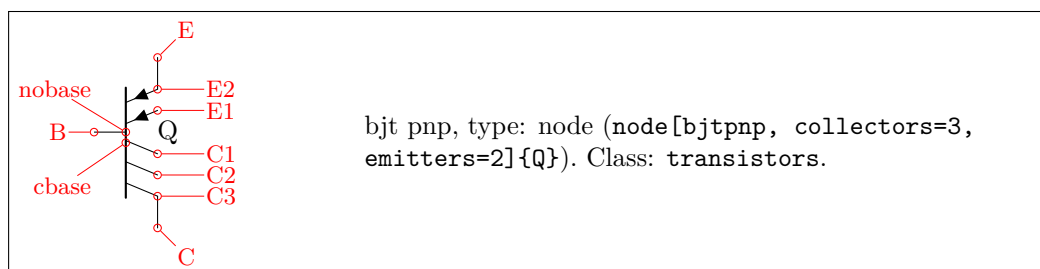 E
nobase
E2
E1
B
Q
C1
C2
cbase
C3
C
bjt pnp, type: node (node[bjtpnp, collectors=3,
emitters=2]{Q}). Class: transistors.